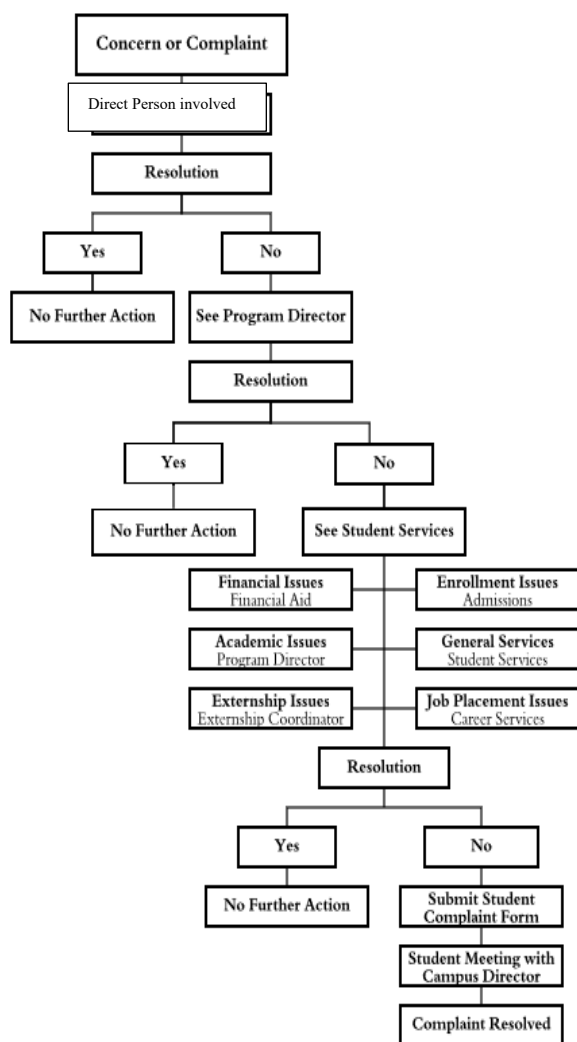 Concern or Complaint
Direct Person involved
Resolution
Yes
No
No Further Action
See Program Director
Resolution
Yes
No
No Further Action
See Student Services
Financial Issues
Financial Aid
Enrollment Issues
Admissions
Academic Issues
Program Director
General Services
Student Services
Externship Issues
Externship Coordinator
Job Placement Issues
Career Services
Resolution
Yes
No
No Further Action
Submit Student
Complaint Form
Student Meeting with
Campus Director
Complaint Resolved